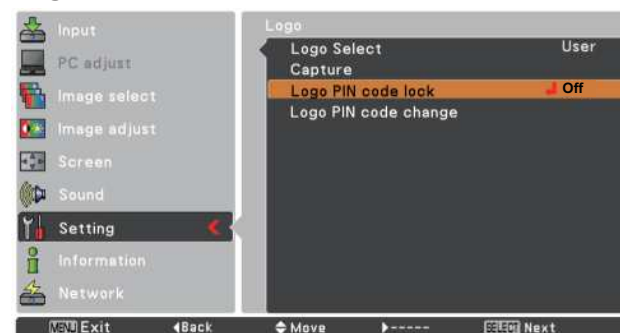 Input
PC adjust
Image select
Image adjust
Screen
Sound
Setting
Information
Network
Logo
Logo Select User
Capture
Logo PIN code lock Off
Logo PIN code change
MENU Exit Back Move ----- SELECT Next